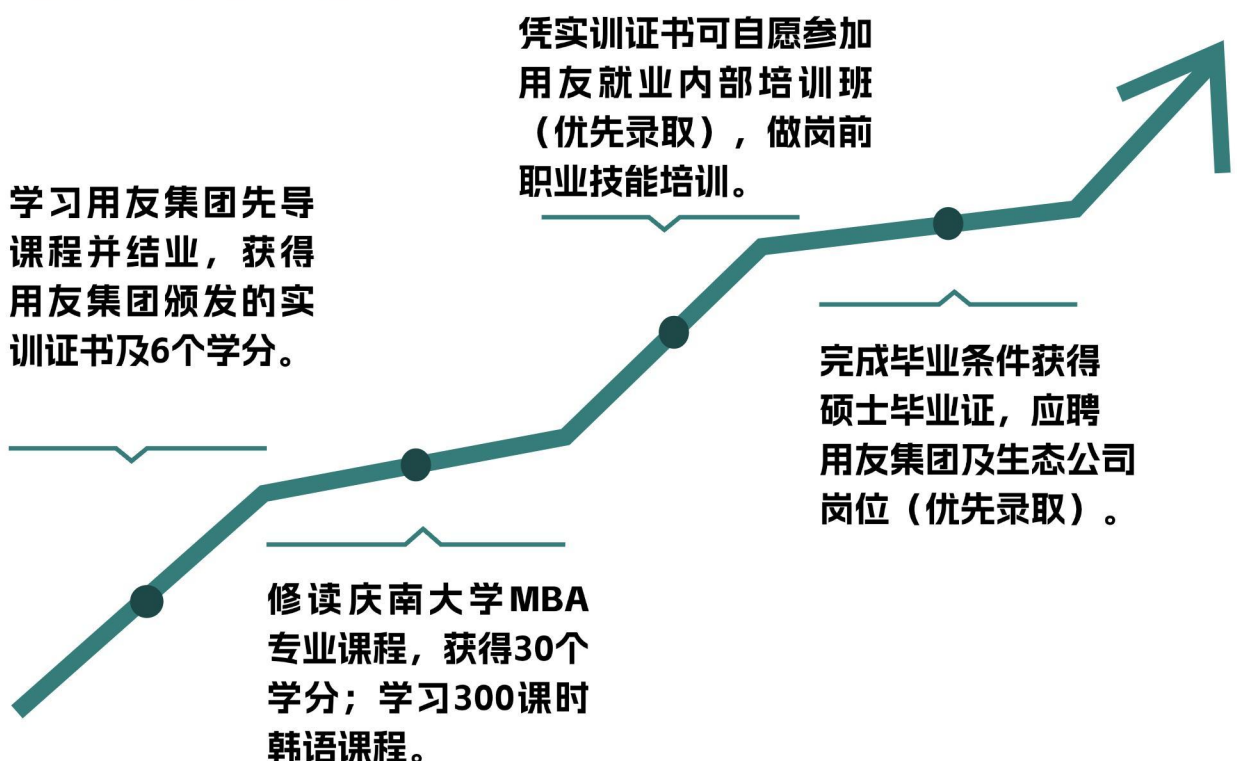 学习用友集团先导
课程并结业，获得
用友集团颁发的实
训证书及6个学分。
修读庆南大学MBA
专业课程，获得30个
学分；学习300课时
韩语课程。
凭实训证书可自愿参加
用友就业内部培训班
（优先录取），做岗前
职业技能培训。
完成毕业条件获得
硕士毕业证，应聘
用友集团及生态公司
岗位（优先录取）。